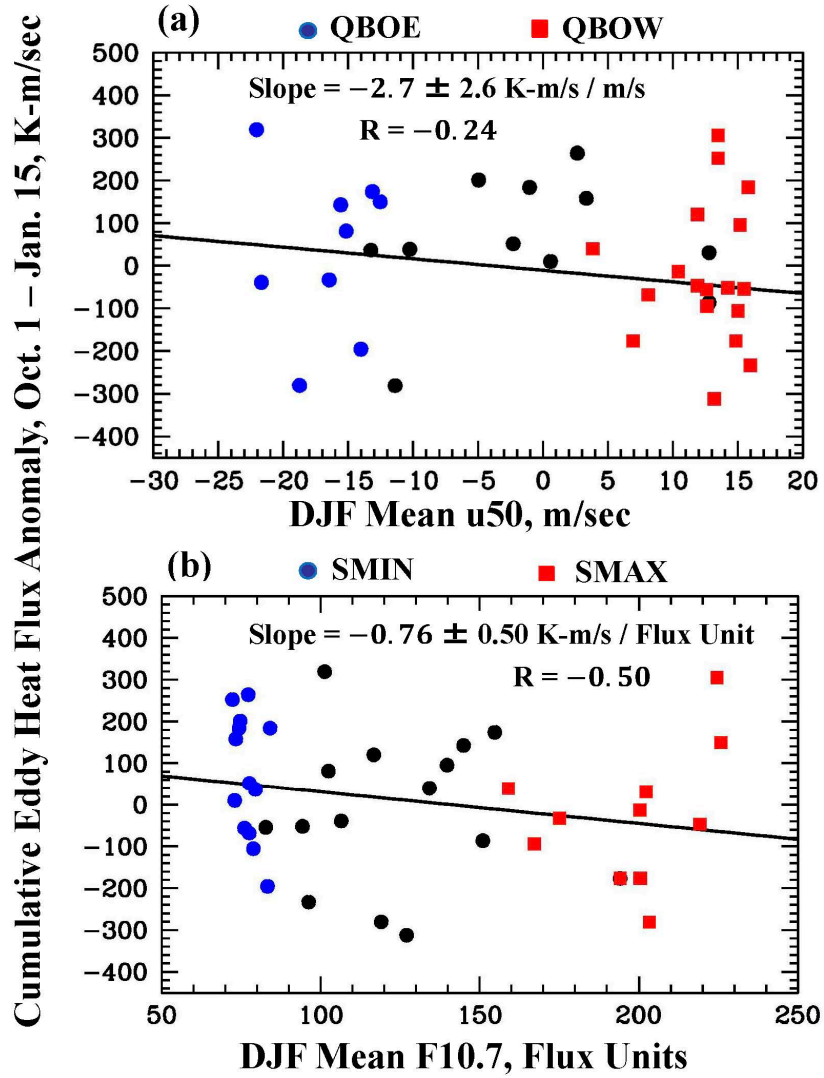 Cumulative Eddy Heat Flux Anomaly, Oct. 1 – Jan. 15, K-m/sec
(a) QBOE QBOW
500
400
300
200
100
0
−100
−200
−300
−400
Slope = −2.7 ± 2.6 K-m/s / m/s
R = −0.24
−30 −25 −20 −15 −10 −5 0 5 10 15 20
DJF Mean u50, m/sec
(b) SMIN SMAX
500
400
300
200
100
0
−100
−200
−300
−400
Slope = −0.76 ± 0.50 K-m/s / Flux Unit
R = −0.50
50 100 150 200 250
DJF Mean F10.7, Flux Units